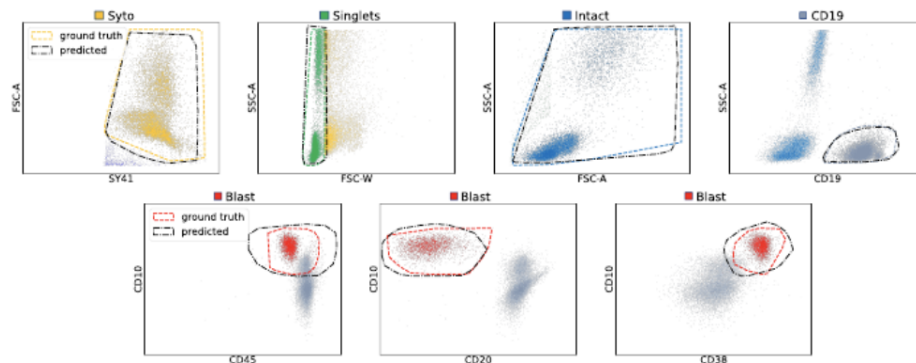 Syto
Singlets
Intact
CD19
ground truth
predicted
FSC-A
SSC-A
SSC-A
SSC-A
SY41
FSC-W
FSC-A
CD19
Blast
Blast
Blast
ground truth
predicted
CD10
CD10
CD10
CD45
CD20
CD38